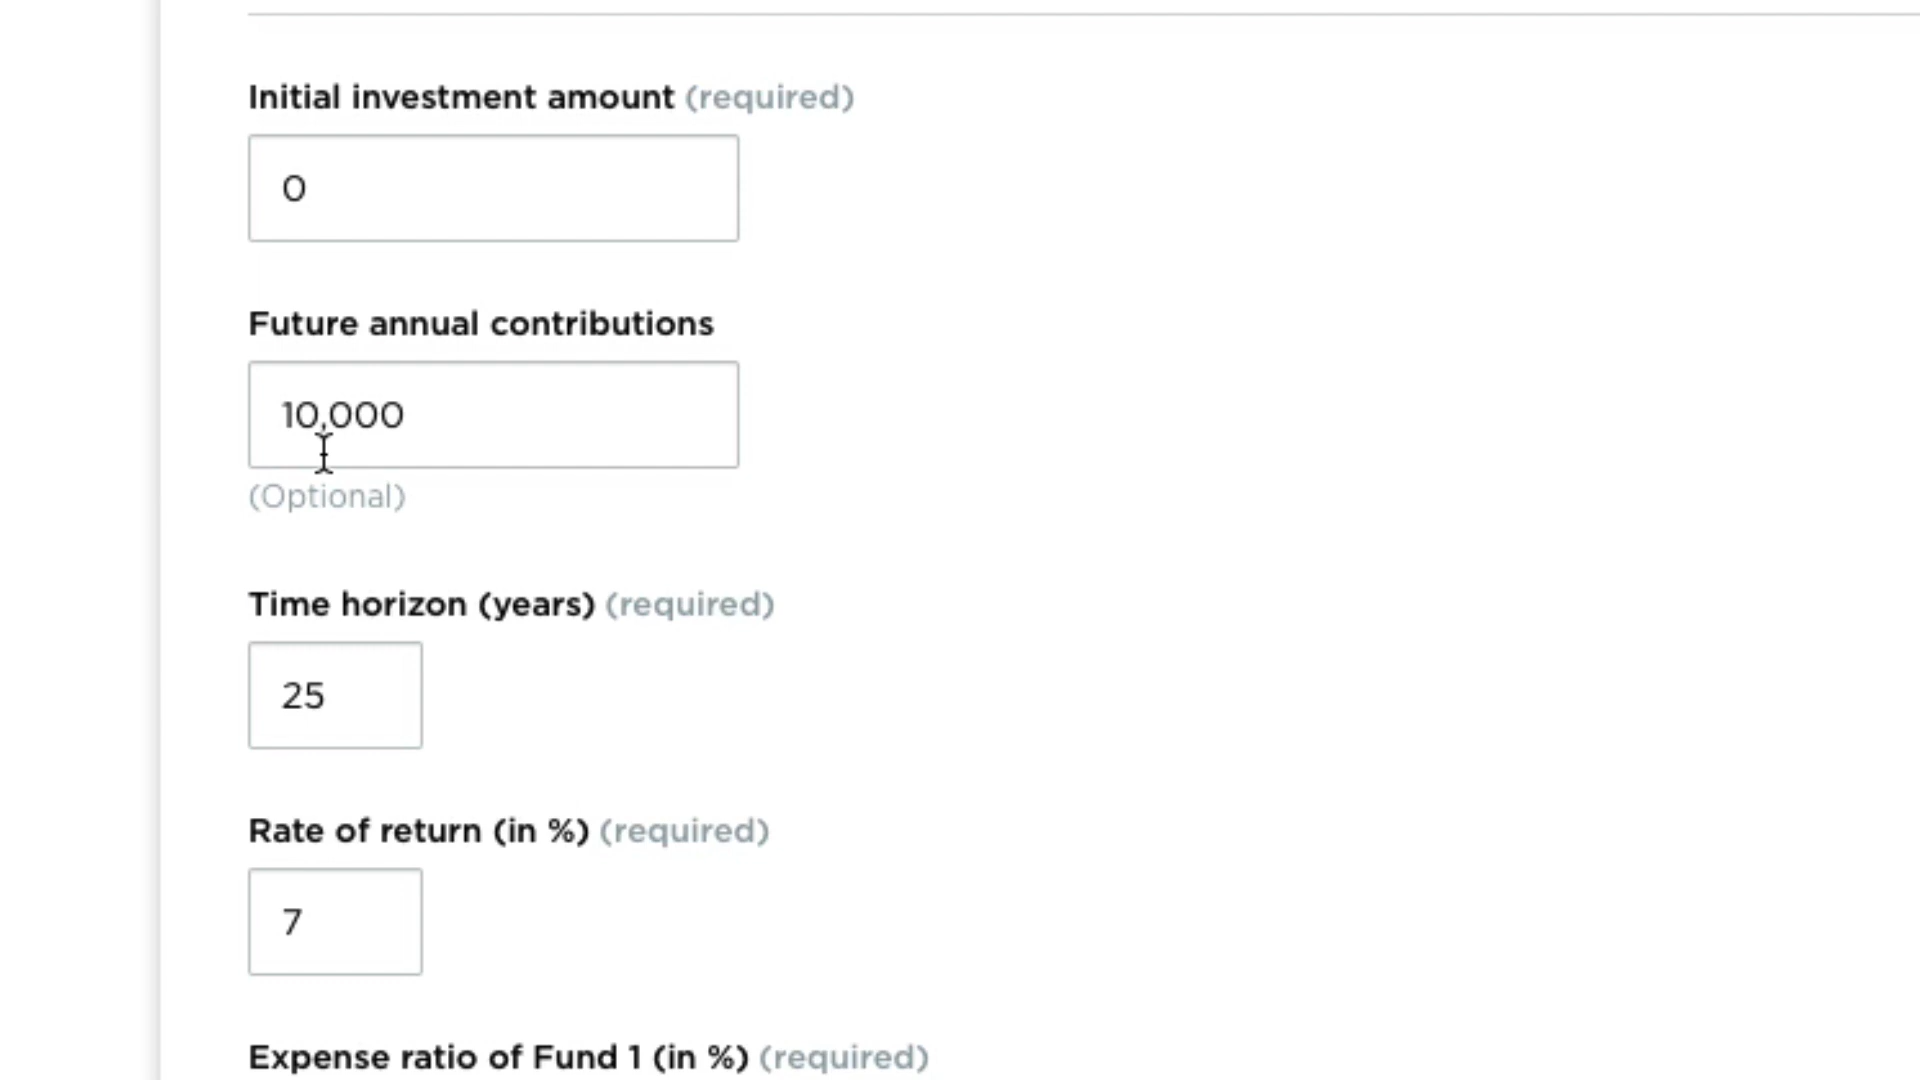 Initial investment amount (required)
0
Future annual contributions
10,000
(Optional)
Time horizon (years) (required)
25
Rate of return (in %) (required)
7
Expense ratio of Fund 1 (in %) (required)